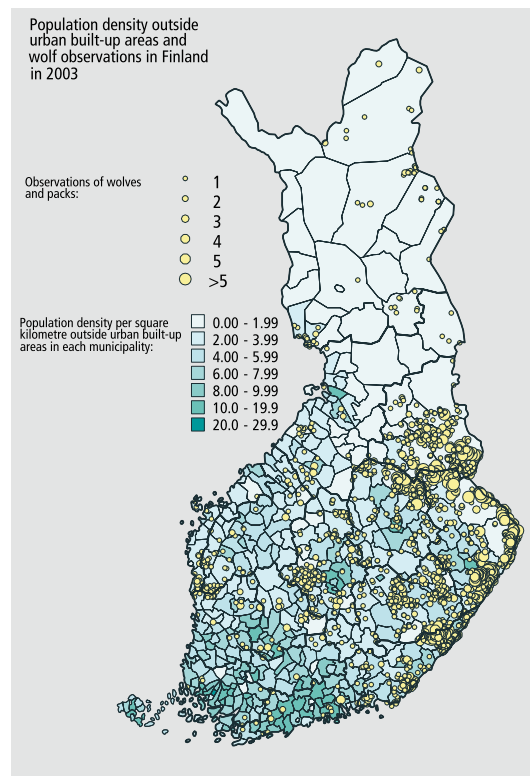 Population density outside
urban built-up areas and
wolf observations in Finland
in 2003
Observations of wolves
and packs:
1
2
3
4
5
>5
Population density per square
kilometre outside urban built-up
areas in each municipality:
0.00 - 1.99
2.00 - 3.99
4.00 - 5.99
6.00 - 7.99
8.00 - 9.99
10.0 - 19.9
20.0 - 29.9